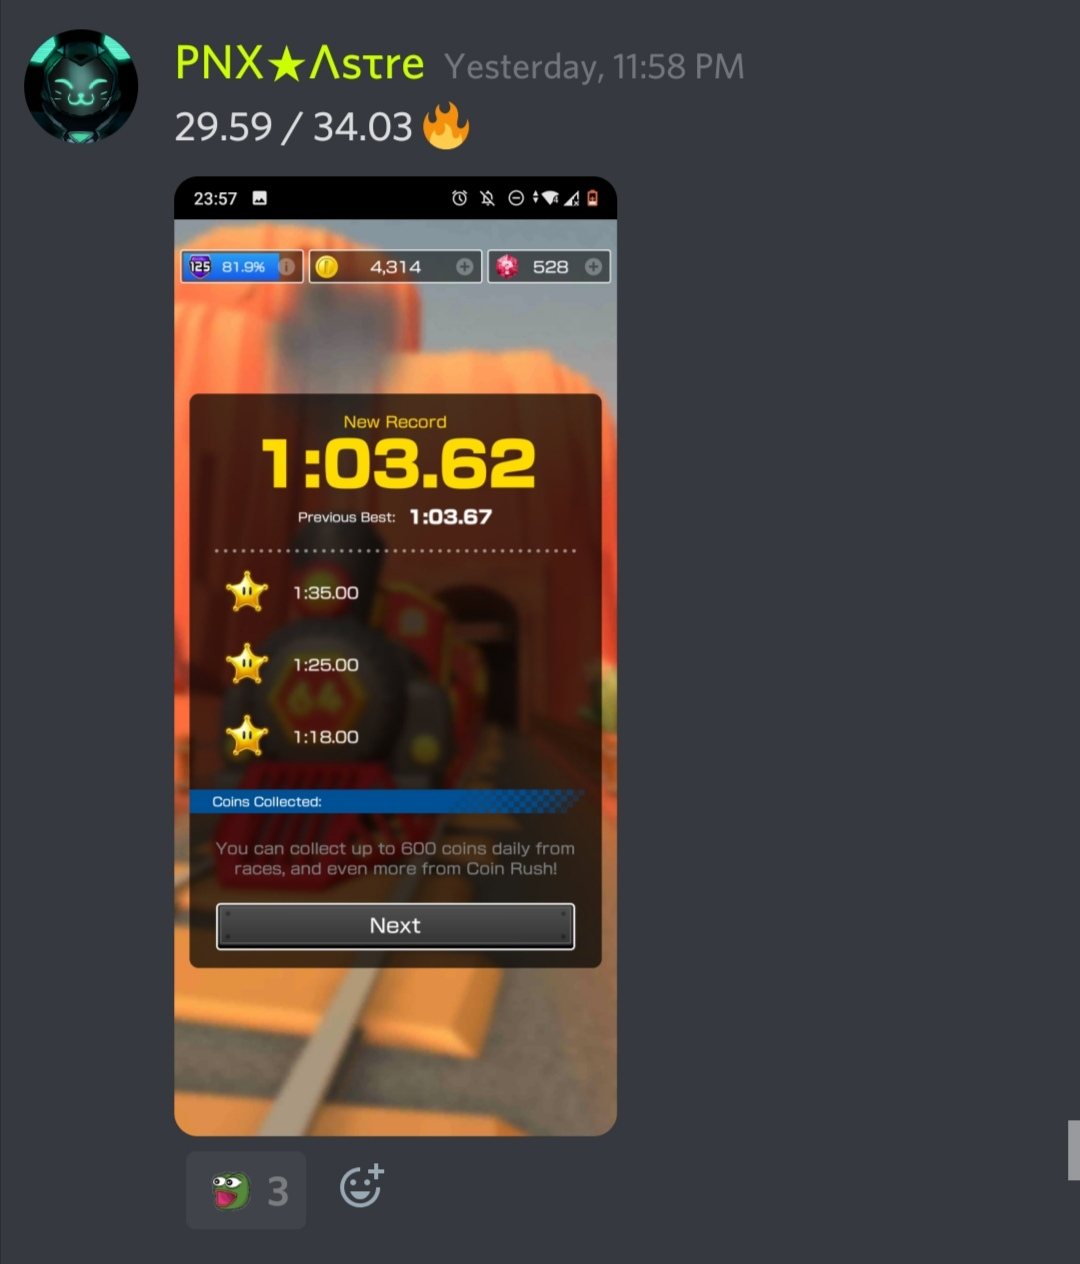 PNX★Λsτre Yesterday, 11:58 PM
29.59 / 34.03🔥
23:57
125 81.9% 4,314 528
New Record
1:03.62
Previous Best: 1:03.67
1:35.00
1:25.00
64
1:18.00
Coins Collected:
You can collect up to 600 coins daily from
races, and even more from Coin Rush!
Next
3